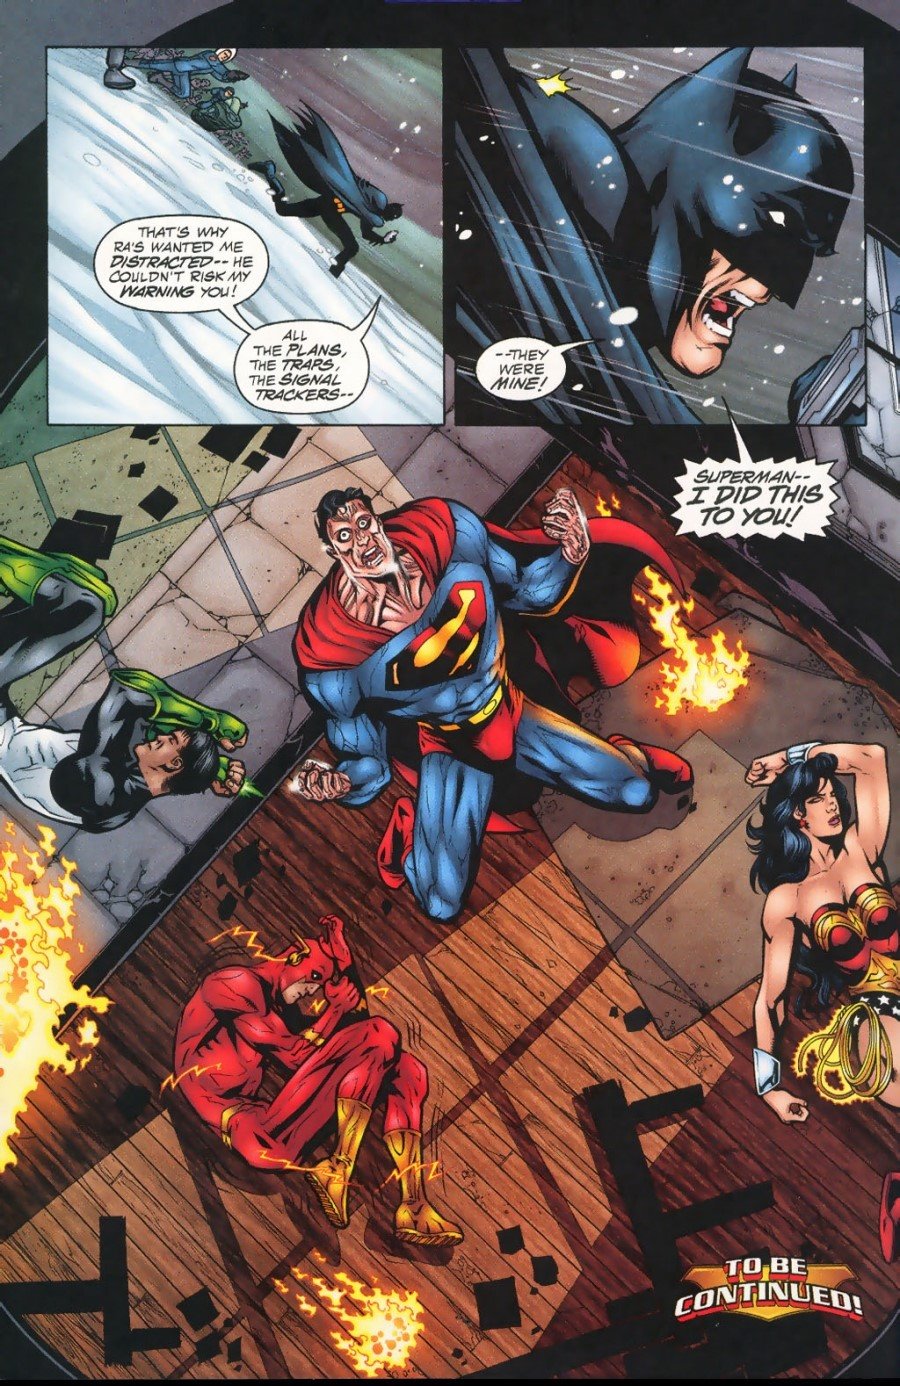 THAT'S WHY
RA'S WANTED ME
DISTRACTED--HE
COULDN'T RISK MY
WARNING YOU!
ALL
THE PLANS,
THE TRAPS,
THE SIGNAL
TRACKERS--
--THEY
WERE
MINE!
SUPERMAN--
I DID THIS
TO YOU!
TO BE
CONTINUED!